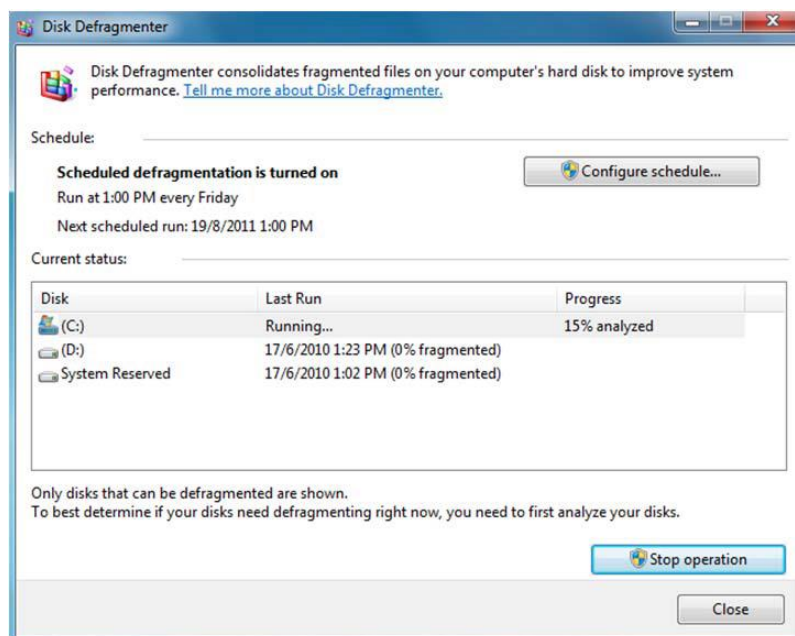 Disk Defragmenter
Disk Defragmenter consolidates fragmented files on your computer's hard disk to improve system
performance. Tell me more about Disk Defragmenter.
Schedule:
Scheduled defragmentation is turned on
Configure schedule...
Run at 1:00 PM every Friday
Next scheduled run: 19/8/2011 1:00 PM
Current status:
Disk Last Run Progress
(C:) Running... 15% analyzed
(D:) 17/6/2010 1:23 PM (0% fragmented)
System Reserved 17/6/2010 1:02 PM (0% fragmented)
Only disks that can be defragmented are shown.
To best determine if your disks need defragmenting right now, you need to first analyze your disks.
Stop operation
Close